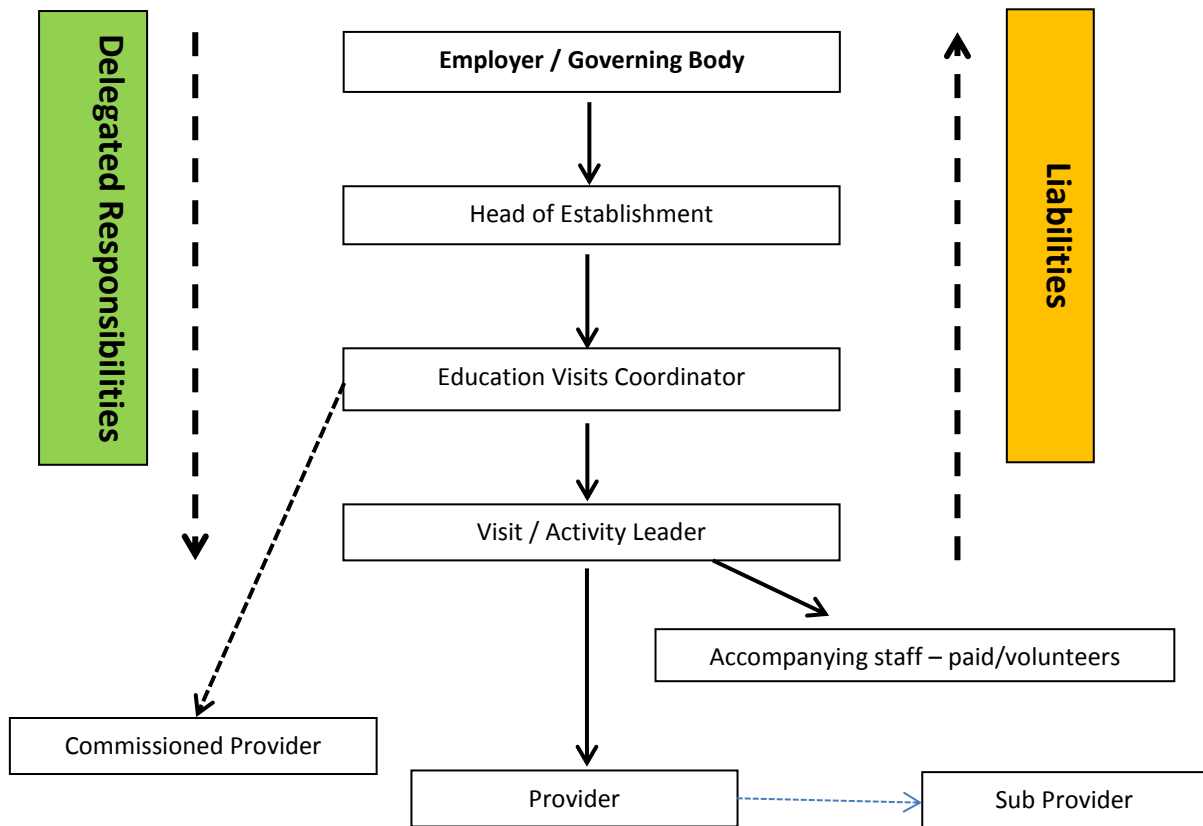 Delegated Responsibilities
Employer / Governing Body
Liabilities
Head of Establishment
Education Visits Coordinator
Visit / Activity Leader
Accompanying staff – paid/volunteers
Commissioned Provider
Provider
Sub Provider